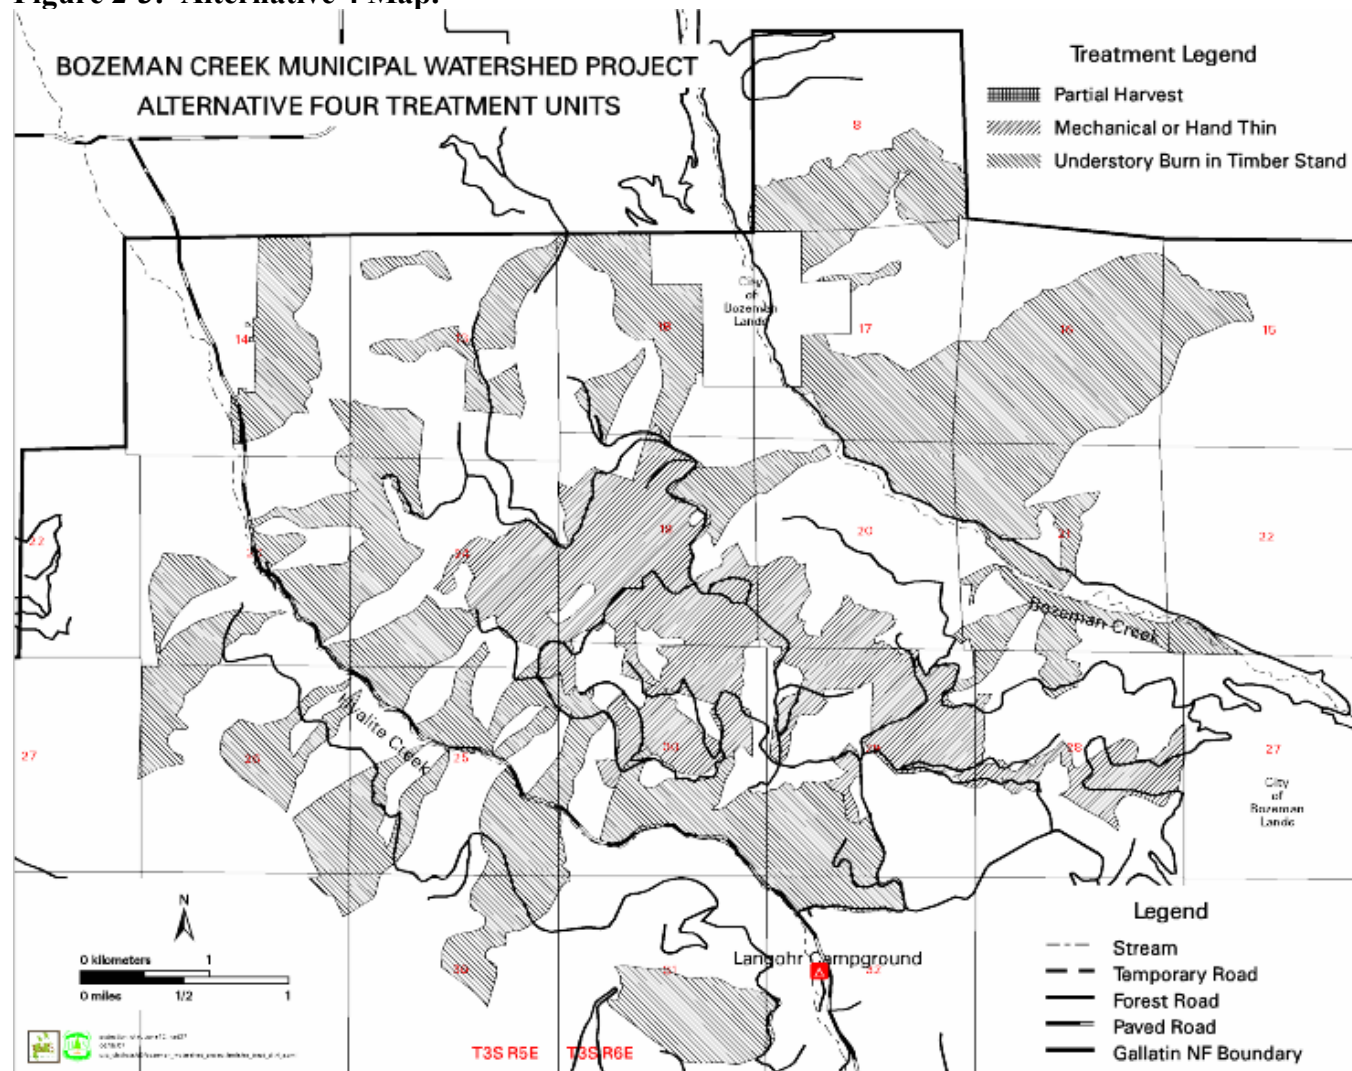 Figure 2-3: Alternative 4 Map.
BOZEMAN CREEK MUNICIPAL WATERSHED PROJECT
ALTERNATIVE FOUR TREATMENT UNITS
Treatment Legend
Partial Harvest
Mechanical or Hand Thin
Understory Burn in Timber Stand
8
City
of
Bozeman
Lands
14
18
17
16
15
22
24
19
20
21
22
Bozeman Creek
Hyalite Creek
27
26
25
30
29
28
27
City
of
Bozeman
Lands
N
0 kilometers 1
0 miles 1/2 1
Langohr Campground
T3S R5E T3S R6E
Legend
Stream
Temporary Road
Forest Road
Paved Road
Gallatin NF Boundary